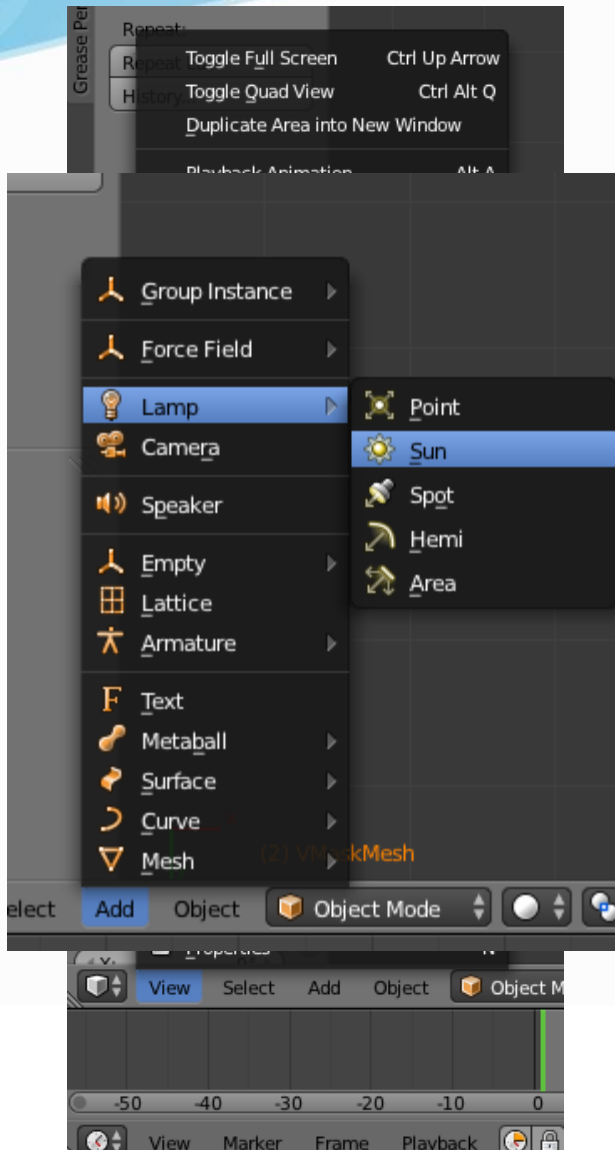 Grease Per
Repeat:
Toggle Full Screen Ctrl Up Arrow
Toggle Quad View Ctrl Alt Q
Duplicate Area into New Window
Playback Animation Alt A
Group Instance
Force Field
Lamp
Camera
Speaker
Empty
Lattice
Armature
Text
Metaball
Surface
Curve
Mesh
Point
Sun
Spot
Hemi
Area
(2) VMaskMesh
elect Add Object Object Mode
Properties N
View Select Add Object Object M
-50 -40 -30 -20 -10 0
View Marker Frame Playback